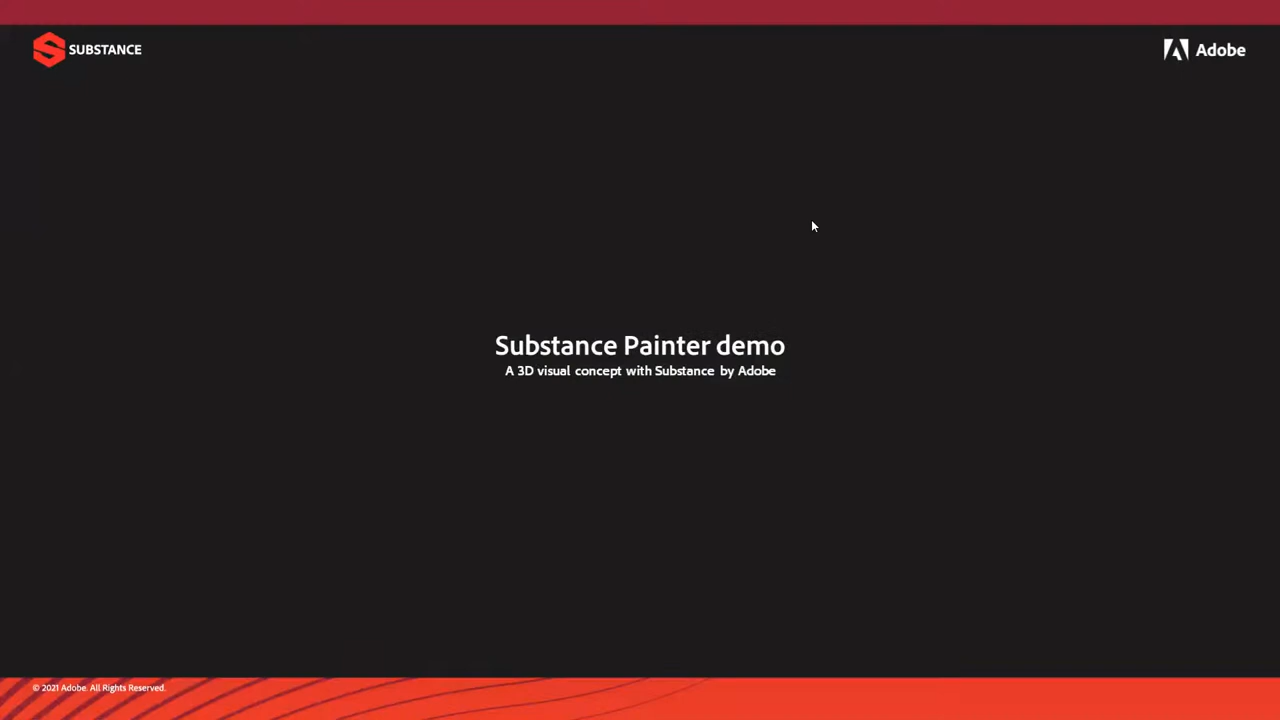 SUBSTANCE
Adobe
Substance Painter demo
A 3D visual concept with Substance by Adobe
© 2021 Adobe. All Rights Reserved.